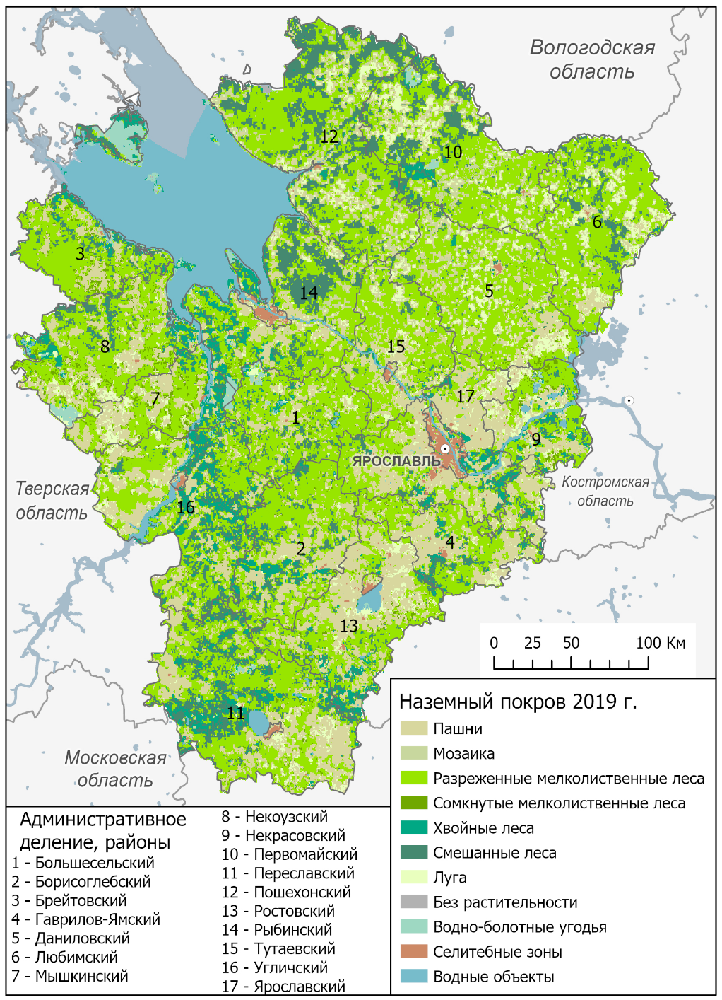 Вологодская
область
12
10
6
3
14
5
8
15
7
17
1
9
ЯРОСЛАВЛЬ
Тверская
область
Костромская
область
16
2
4
13
11
Московская
область
0 25 50 100 Км
Наземный покров 2019 г.
Пашни
Мозаика
Разреженные мелколиственные леса
Сомкнутые мелколиственные леса
Хвойные леса
Смешанные леса
Луга
Без растительности
Водно-болотные угодья
Селитебные зоны
Водные объекты
Административное
деление, районы
1 - Большесельский
2 - Борисоглебский
3 - Брейтовский
4 - Гаврилов-Ямский
5 - Даниловский
6 - Любимский
7 - Мышкинский
8 - Некоузский
9 - Некрасовский
10 - Первомайский
11 - Переславский
12 - Пошехонский
13 - Ростовский
14 - Рыбинский
15 - Тутаевский
16 - Угличский
17 - Ярославский